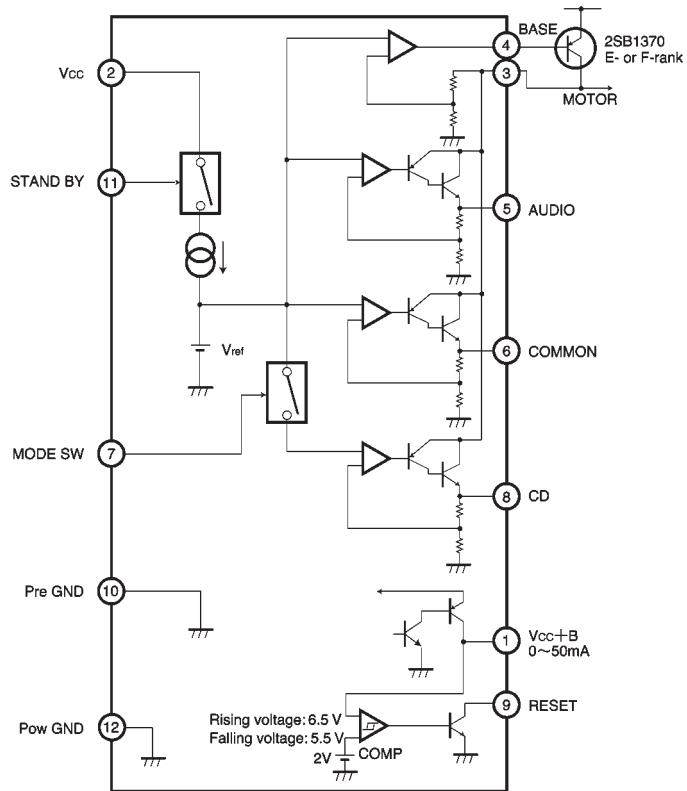 BASE
4
2SB1370
E- or F-rank
VCC
2
3
MOTOR
STAND BY
11
5
AUDIO
Vref
6
COMMON
MODE SW
7
8
CD
Pre GND
10
1
VCC+B
0~50mA
9
RESET
Rising voltage: 6.5 V
Falling voltage: 5.5 V
Pow GND
12
2V
COMP